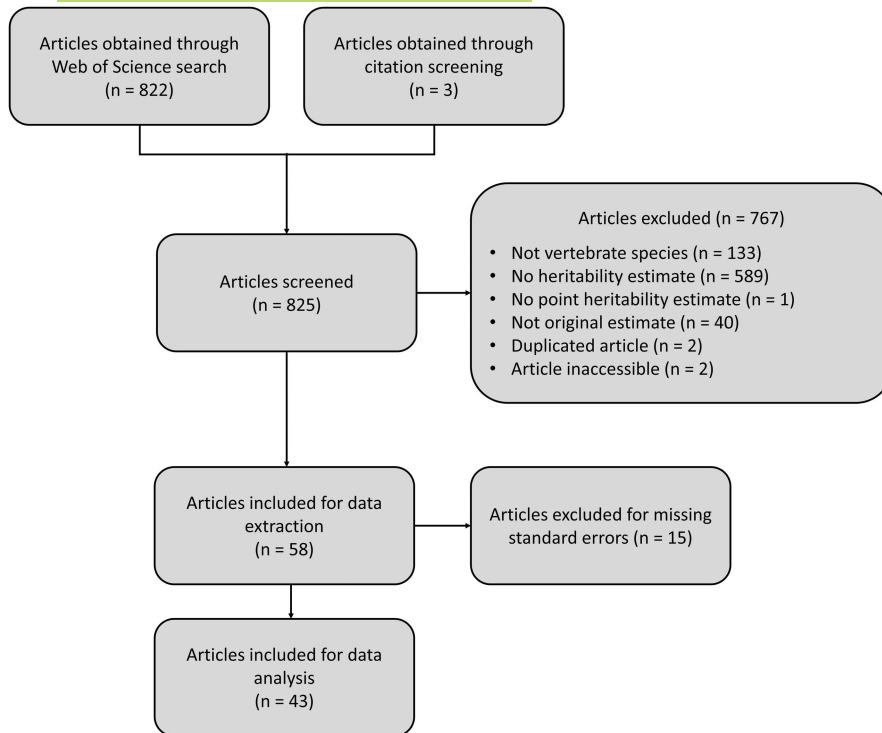 Articles obtained through
Web of Science search
(n = 822)
Articles obtained through
citation screening
(n = 3)
Articles screened
(n = 825)
Articles excluded (n = 767)
• Not vertebrate species (n = 133)
• No heritability estimate (n = 589)
• No point heritability estimate (n = 1)
• Not original estimate (n = 40)
• Duplicated article (n = 2)
• Article inaccessible (n = 2)
Articles included for data
extraction
(n = 58)
Articles excluded for missing
standard errors (n = 15)
Articles included for data
analysis
(n = 43)